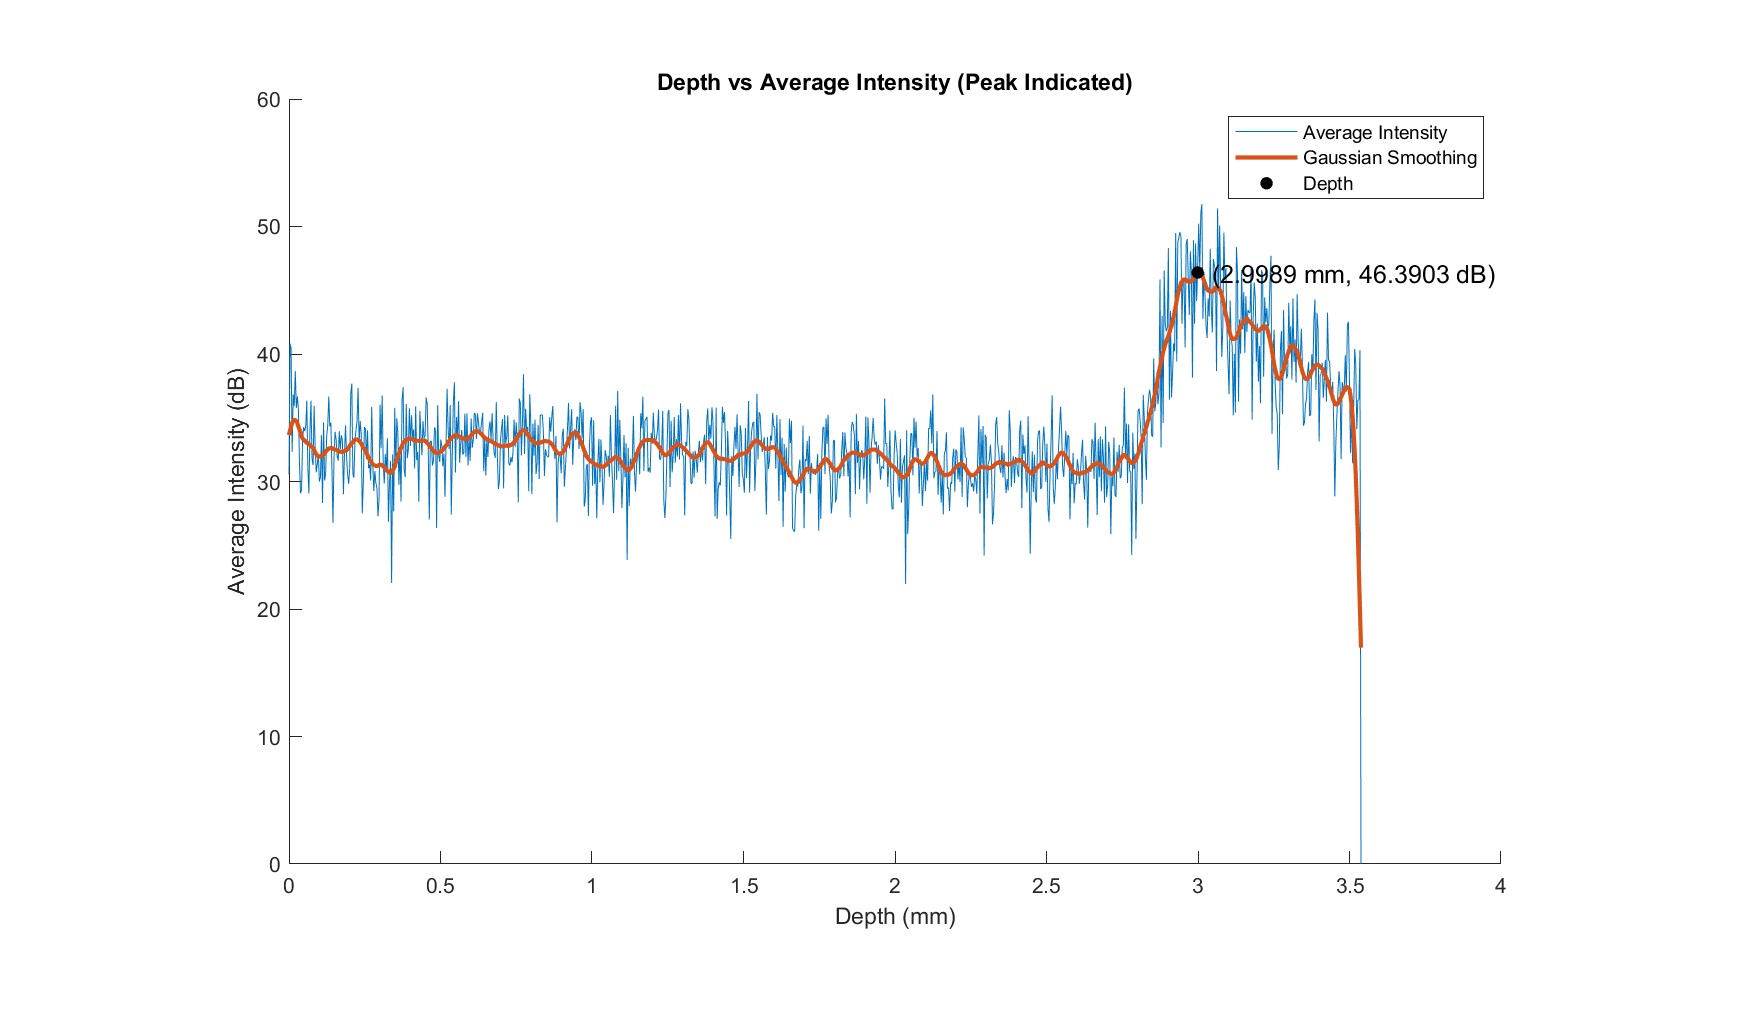 Depth vs Average Intensity (Peak Indicated)
60
50
40
30
20
10
0
Average Intensity (dB)
Average Intensity
Gaussian Smoothing
Depth
(2.9989 mm, 46.3903 dB)
0 0.5 1 1.5 2 2.5 3 3.5 4
Depth (mm)